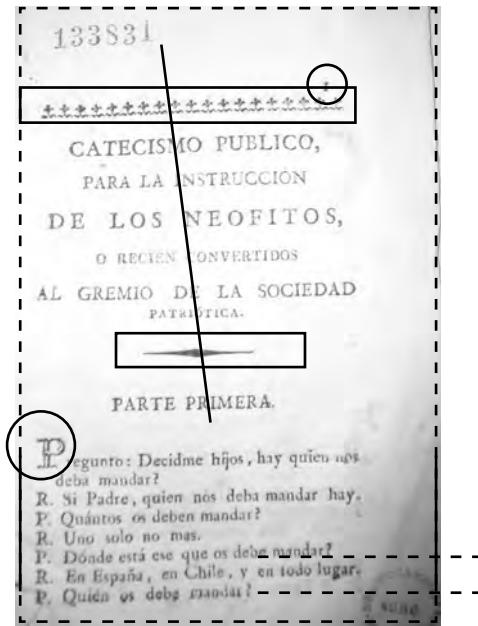 133831
1
CATECISMO PUBLICO,
PARA LA INSTRUCCION
DE LOS NEOFITOS,
O RECIEN CONVERTIDOS
AL GREMIO DE LA SOCIEDAD
PATRIÓTICA.
PARTE PRIMERA.
Pregunto: Decidme hijos, hay quien nos
deba mandar?
R. Si Padre, quien nos deba mandar hay.
P. Quántos os deben mandar?
R. Uno solo no mas.
P. Dónde está ese que os debe mandar?
R. En España, en Chile, y en todo lugar.
P. Quién os debe mandar?